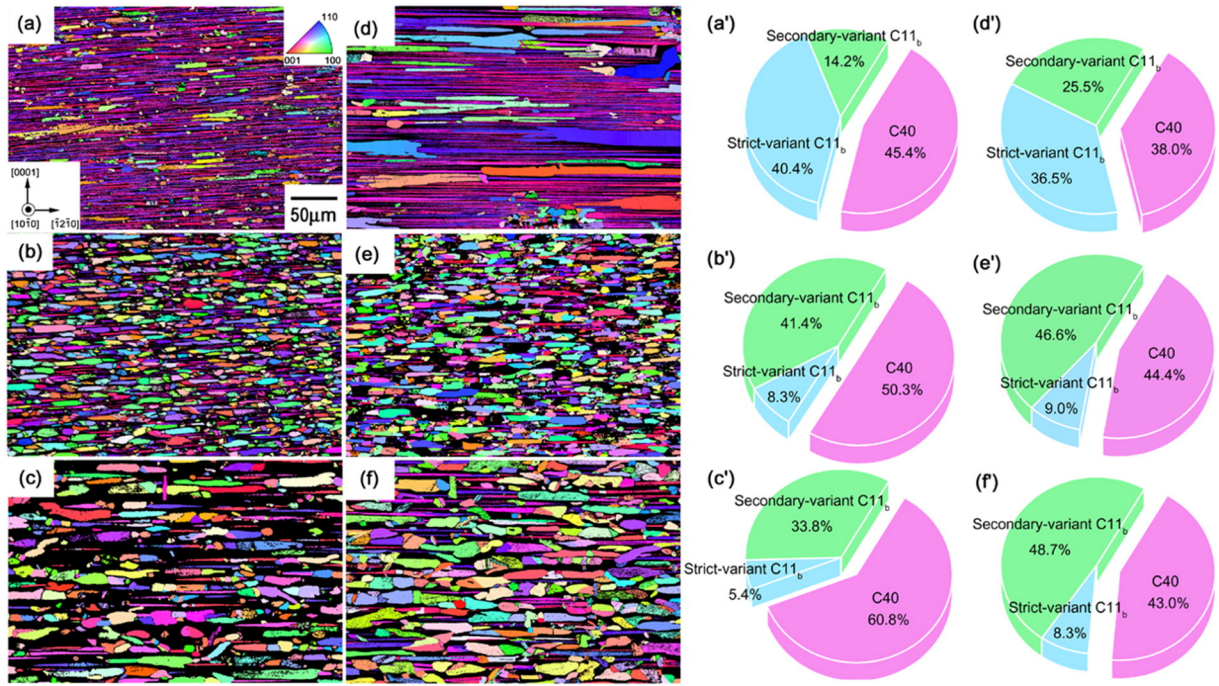 (a)
110
001 100
[0001]
[101̄0] [1̄21̄0]
50μm
(d)
(b)
(e)
(c)
(f)
(a')
Secondary-variant C11b
14.2%
Strict-variant C11b
40.4%
C40
45.4%
(d')
Secondary-variant C11b
25.5%
Strict-variant C11b
36.5%
C40
38.0%
(b')
Secondary-variant C11b
41.4%
Strict-variant C11b
8.3%
C40
50.3%
(e')
Secondary-variant C11b
46.6%
Strict-variant C11b
9.0%
C40
44.4%
(c')
Secondary-variant C11b
33.8%
Strict-variant C11b
5.4%
C40
60.8%
(f')
Secondary-variant C11b
48.7%
Strict-variant C11b
8.3%
C40
43.0%